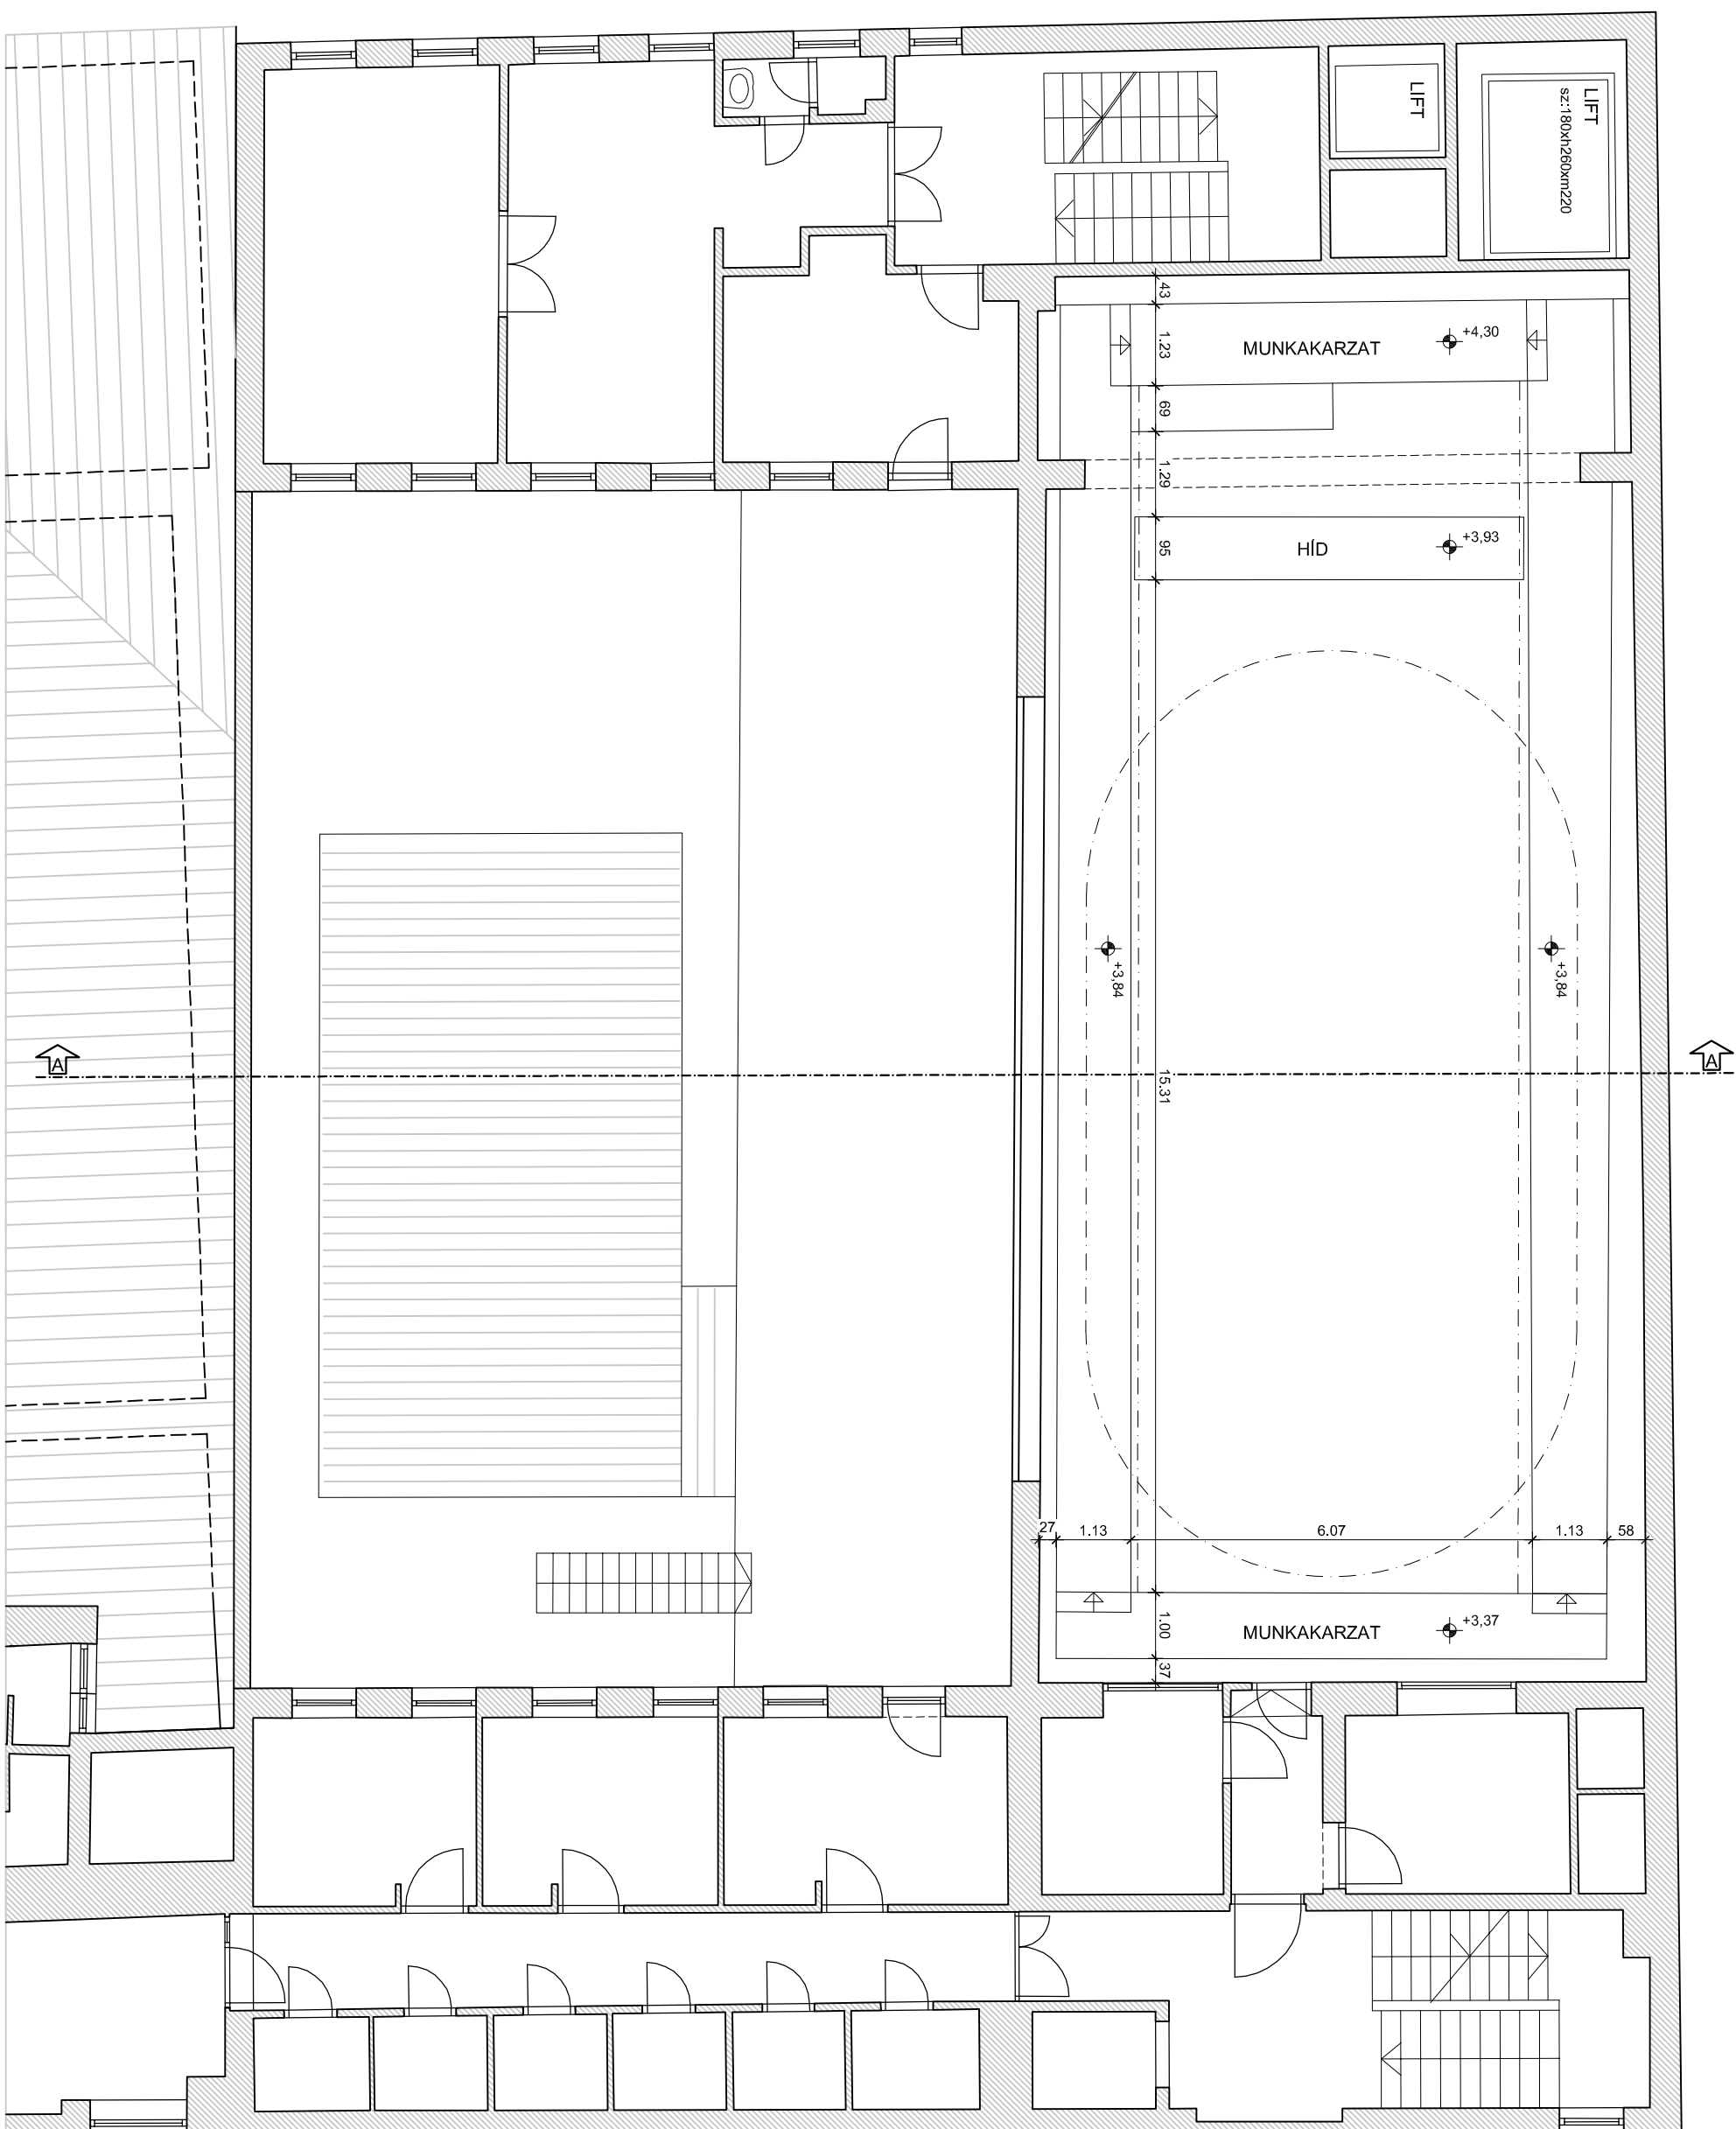 LIFT
LIFT
sz:180xh260xm220
43
1.23
MUNKAKARZAT
+4,30
69
1.29
95
HÍD
+3,93
+3,84
+3,84
A
A
15.31
27
1.13
6.07
1.13
58
1.00
MUNKAKARZAT
+3,37
37